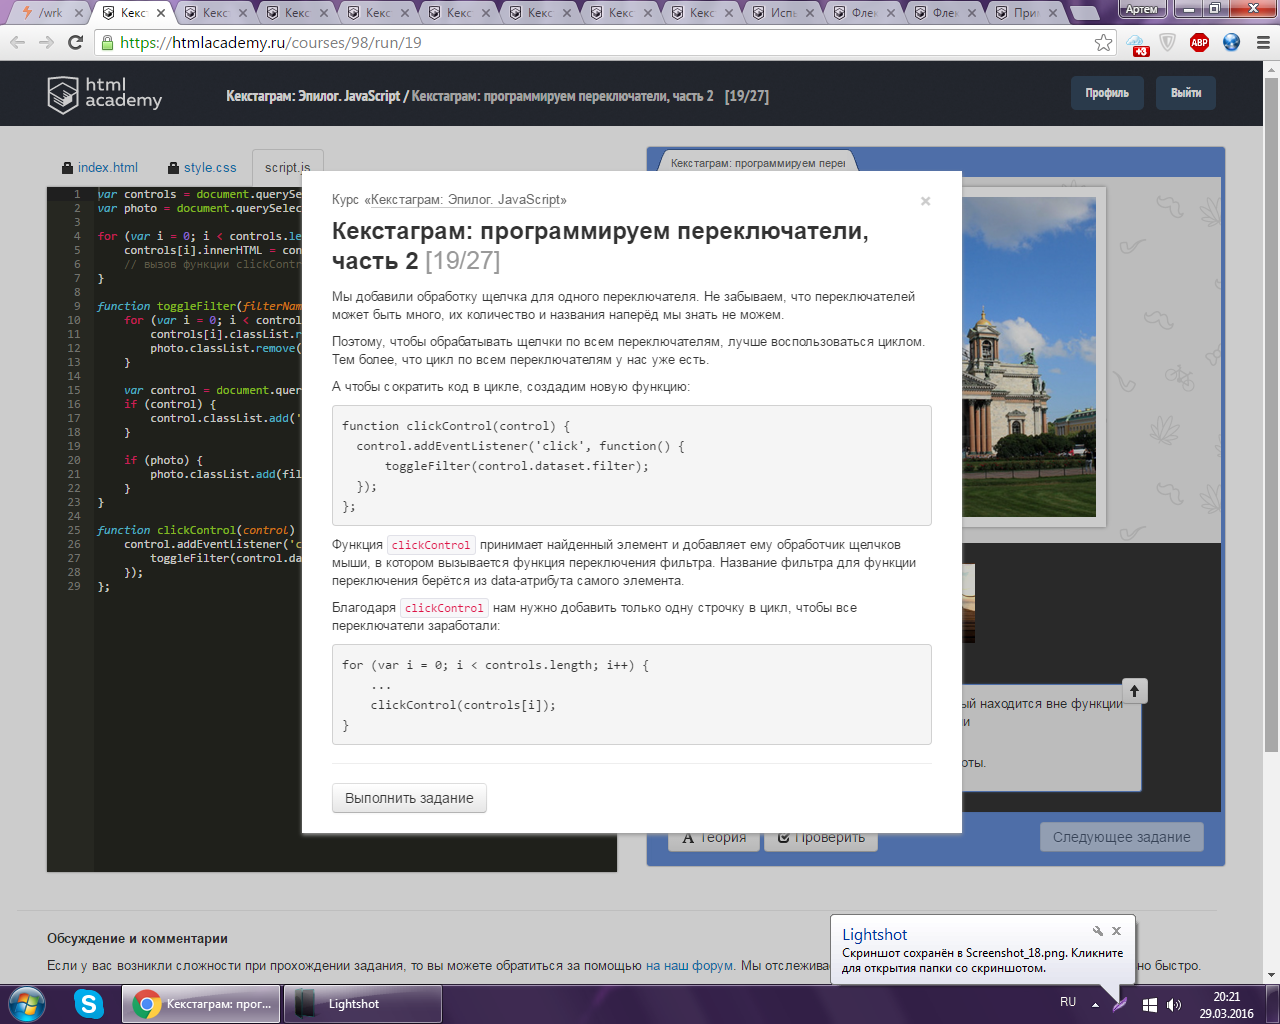 /wrk
Кекс
Кекс
Кекс
Кекс
Кекс
Кекс
Кекс
Кекс
Испы
Флек
Флек
При
Артем
https://htmlacademy.ru/courses/98/run/19
+3
ABP
html
academy
Кекстаграм: Эпилог. JavaScript / Кекстаграм: программируем переключатели, часть 2 [19/27]
Профиль
Выйти
index.html
style.css
script.js
Кекстаграм: программируем перек
1 var controls = document.querySe
2 var photo = document.querySelec
3
4 for (var i = 0; i < controls.le
5 controls[i].innerHTML = con
6 // вызов функции clickContr
7 }
8
9 function toggleFilter(filterNam
10 for (var i = 0; i < control
11 controls[i].classList.r
12 photo.classList.remove(
13 }
14
15 var control = document.quer
16 if (control) {
17 control.classList.add('
18 }
19
20 if (photo) {
21 photo.classList.add(fil
22 }
23 }
24
25 function clickControl(control)
26 control.addEventListener('c
27 toggleFilter(control.da
28 });
29 };
Курс «Кекстаграм: Эпилог. JavaScript»
×
Кекстаграм: программируем переключатели,
часть 2 [19/27]
Мы добавили обработку щелчка для одного переключателя. Не забываем, что переключателей
может быть много, их количество и названия наперёд мы знать не можем.
Поэтому, чтобы обрабатывать щелчки по всем переключателям, лучше воспользоваться циклом.
Тем более, что цикл по всем переключателям у нас уже есть.
А чтобы сократить код в цикле, создадим новую функцию:
function clickControl(control) {
control.addEventListener('click', function() {
toggleFilter(control.dataset.filter);
});
};
Функция clickControl принимает найденный элемент и добавляет ему обработчик щелчков
мыши, в котором вызывается функция переключения фильтра. Название фильтра для функции
переключения берётся из data-атрибута самого элемента.
Благодаря clickControl нам нужно добавить только одну строчку в цикл, чтобы все
переключатели заработали:
for (var i = 0; i < controls.length; i++) {
...
clickControl(controls[i]);
}
Выполнить задание
ый находится вне функции
и
оты.
Теория
Проверить
Следующее задание
Обсуждение и комментарии
Если у вас возникли сложности при прохождении задания, то вы можете обратиться за помощью на наш форум. Мы отслежива
но быстро.
Lightshot
Скриншот сохранён в Screenshot_18.png. Кликните
для открытия папки со скриншотом.
Кекстаграм: прог...
Lightshot
RU
20:21
29.03.2016